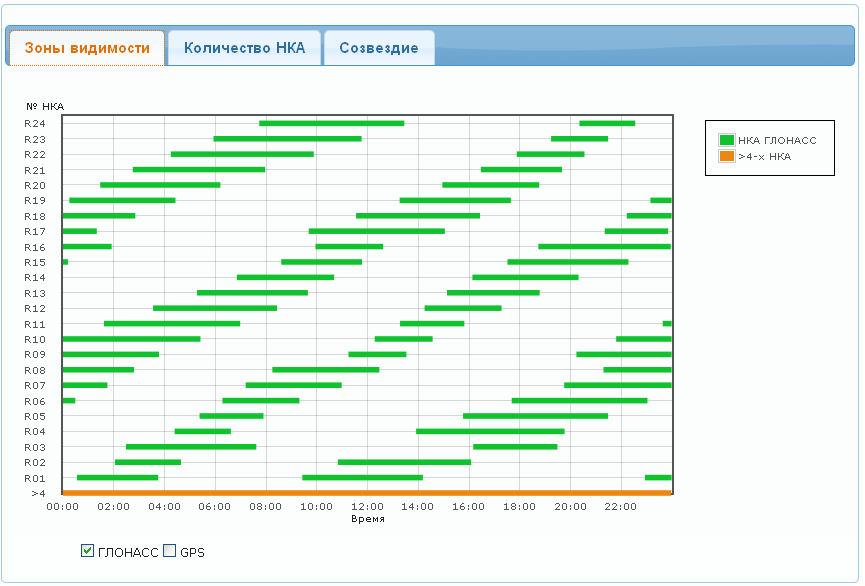 Зоны видимости Количество НКА Созвездие
№ НКА
R24
R23
R22
R21
R20
R19
R18
R17
R16
R15
R14
R13
R12
R11
R10
R09
R08
R07
R06
R05
R04
R03
R02
R01
>4
00:00 02:00 04:00 06:00 08:00 10:00 12:00 14:00 16:00 18:00 20:00 22:00
Время
НКА ГЛОНАСС
>4-х НКА
ГЛОНАСС GPS